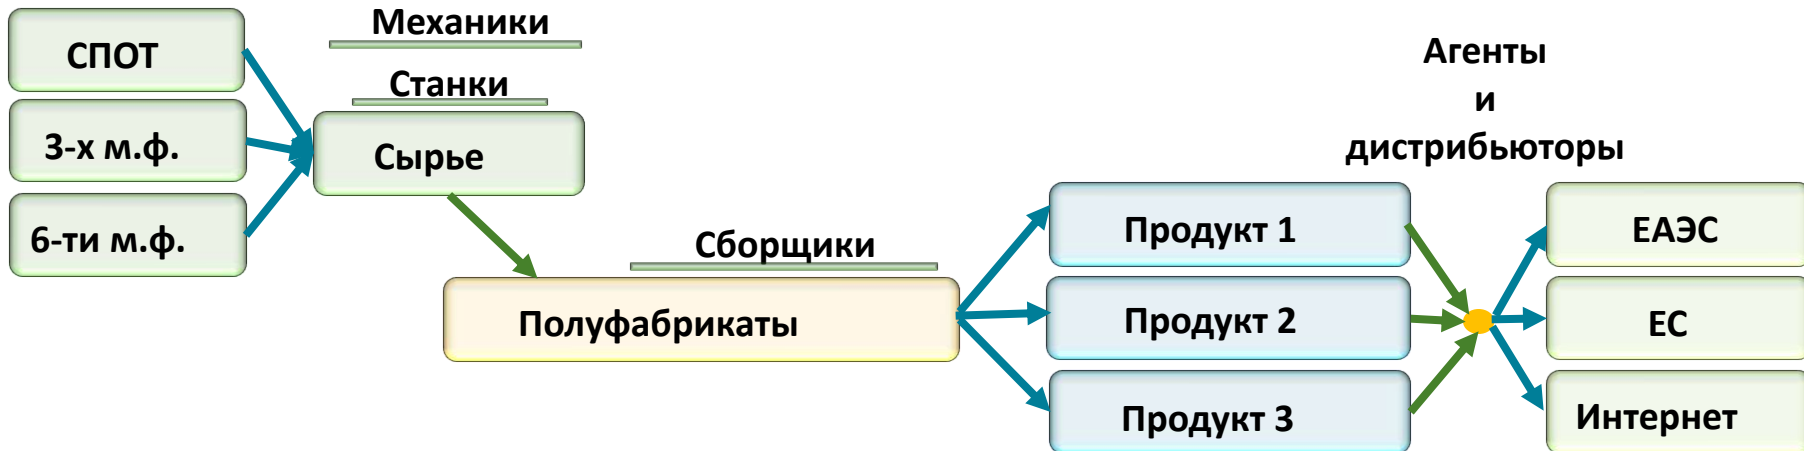 СПОТ
3-х м.ф.
6-ти м.ф.
Механики
Станки
Сырье
Сборщики
Полуфабрикаты
Продукт 1
Продукт 2
Продукт 3
Агенты
и
дистрибьюторы
ЕАЭС
ЕС
Интернет